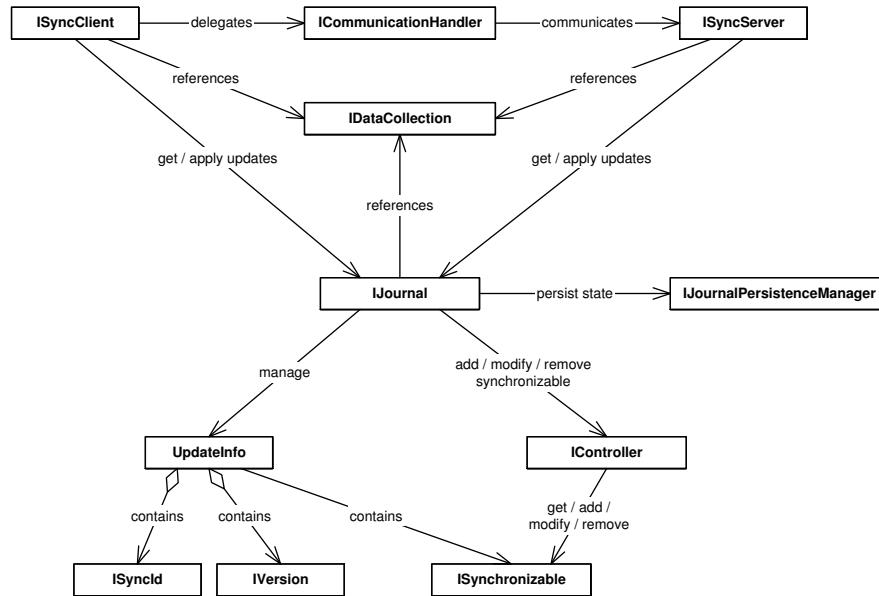 ISyncClient
delegates
ICommunicationHandler
communicates
ISyncServer
references
references
IDataCollection
get / apply updates
get / apply updates
references
IJournal
persist state
IJournalPersistenceManager
manage
add / modify / remove
synchronizable
UpdateInfo
IController
contains
contains
contains
get / add /
modify / remove
ISyncId
IVersion
ISynchronizable